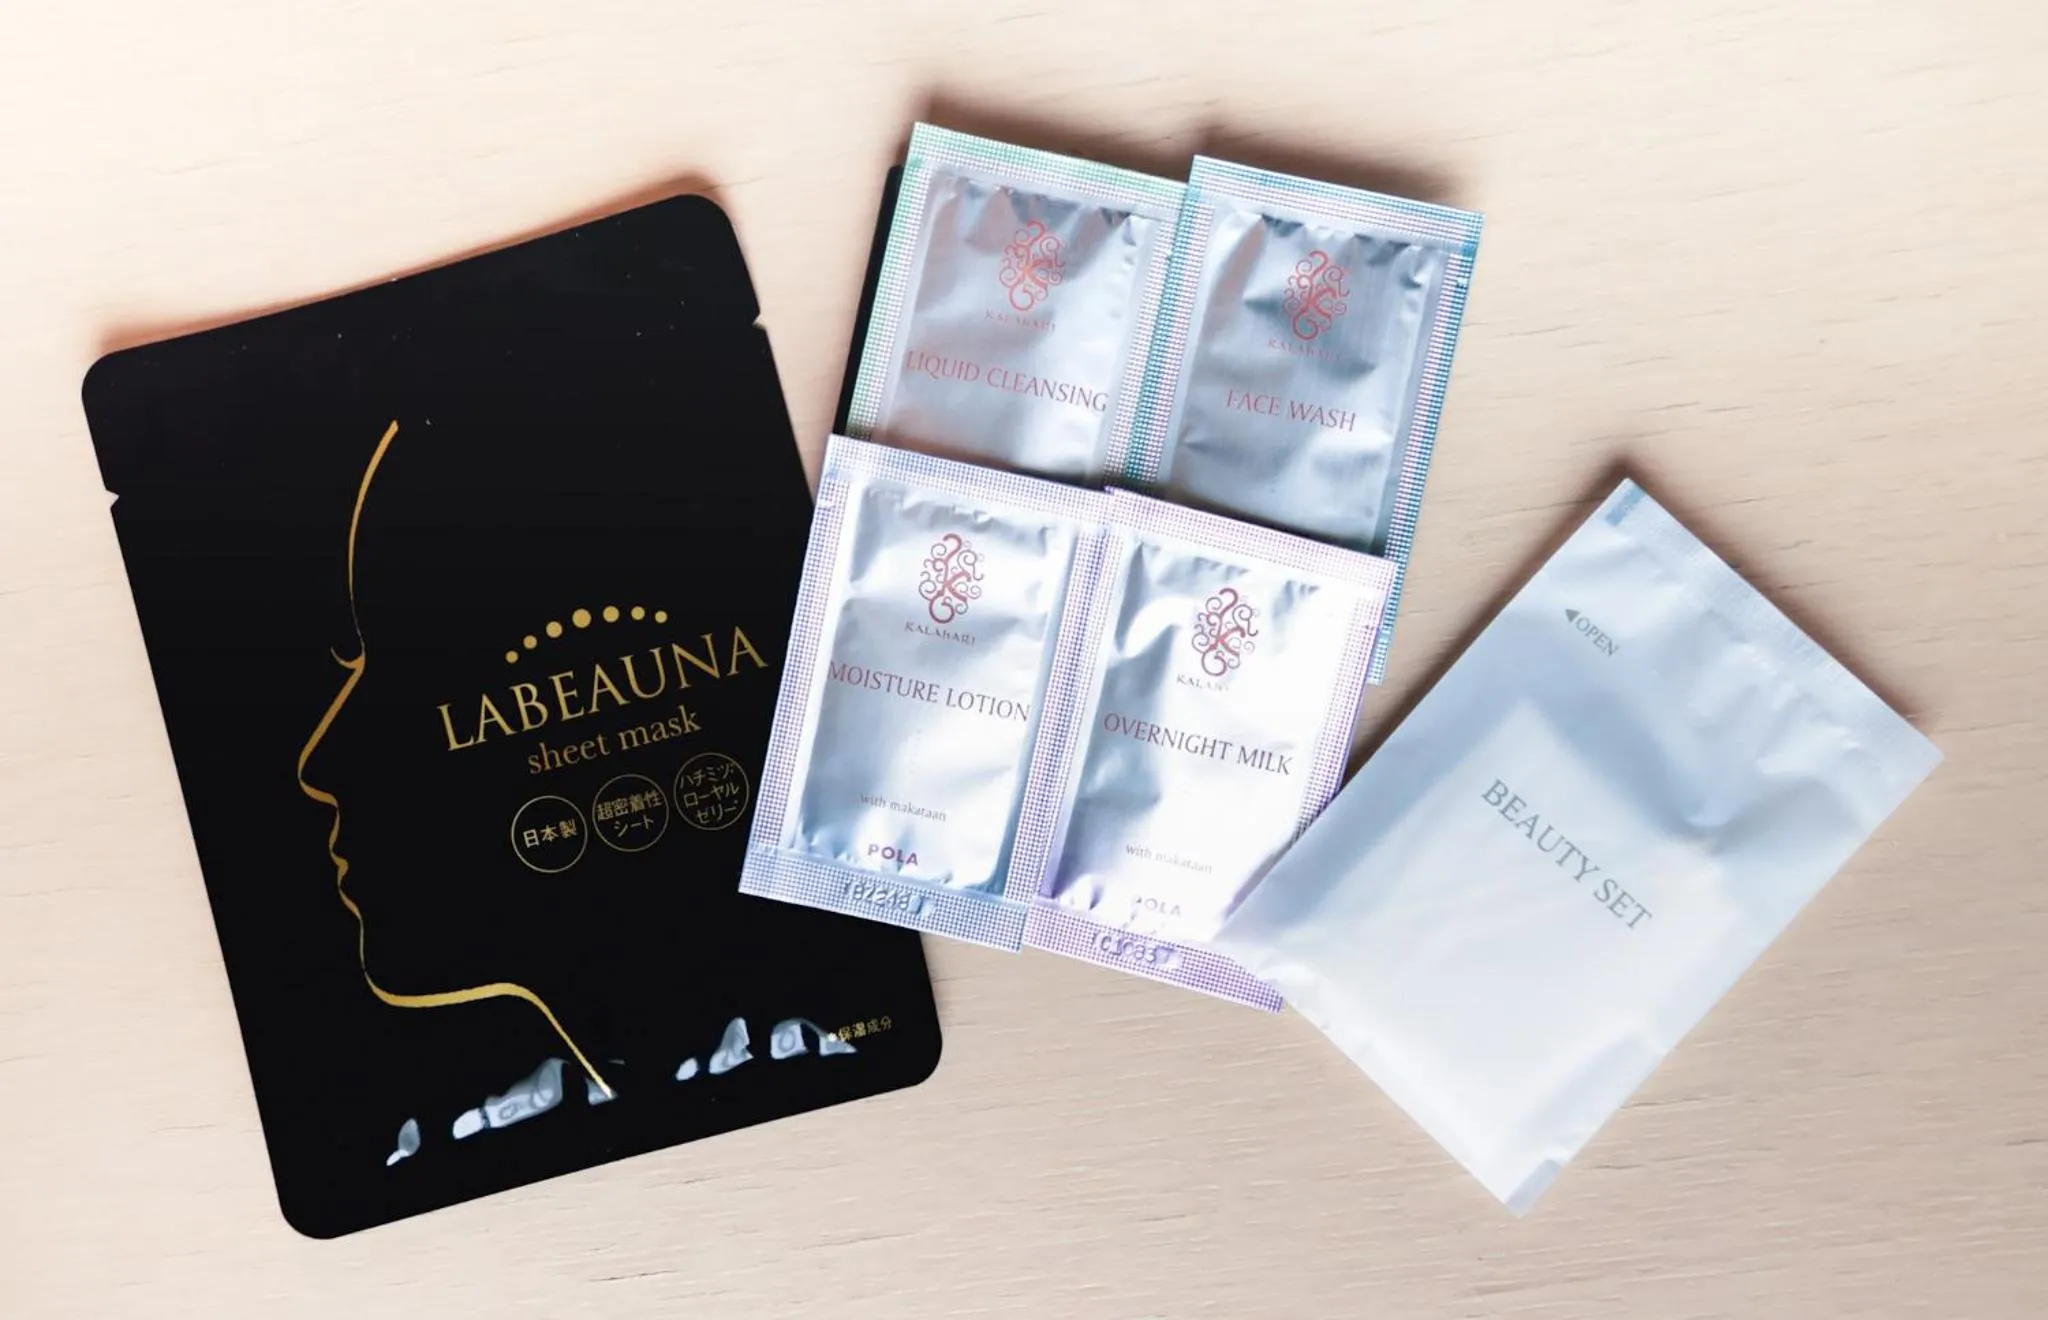 LABEAUNA
sheet mask
日本製
超密着性
シート
ハチミツ・
ローヤル
ゼリー*
*保湿成分
KALAHARI
LIQUID CLEANSING
KALAHARI
FACE WASH
KALAHARI
MOISTURE LOTION
with makataan
POLA
OVERNIGHT MILK
with makataan
POLA
OPEN
BEAUTY SET